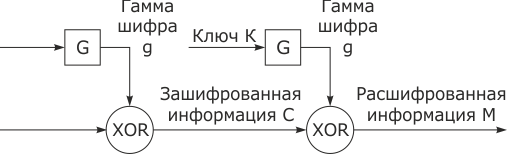 Гамма
шифра
g
G
Ключ K
G
Гамма
шифра
g
XOR
Зашифрованная
информация C
XOR
Расшифрованная
информация M